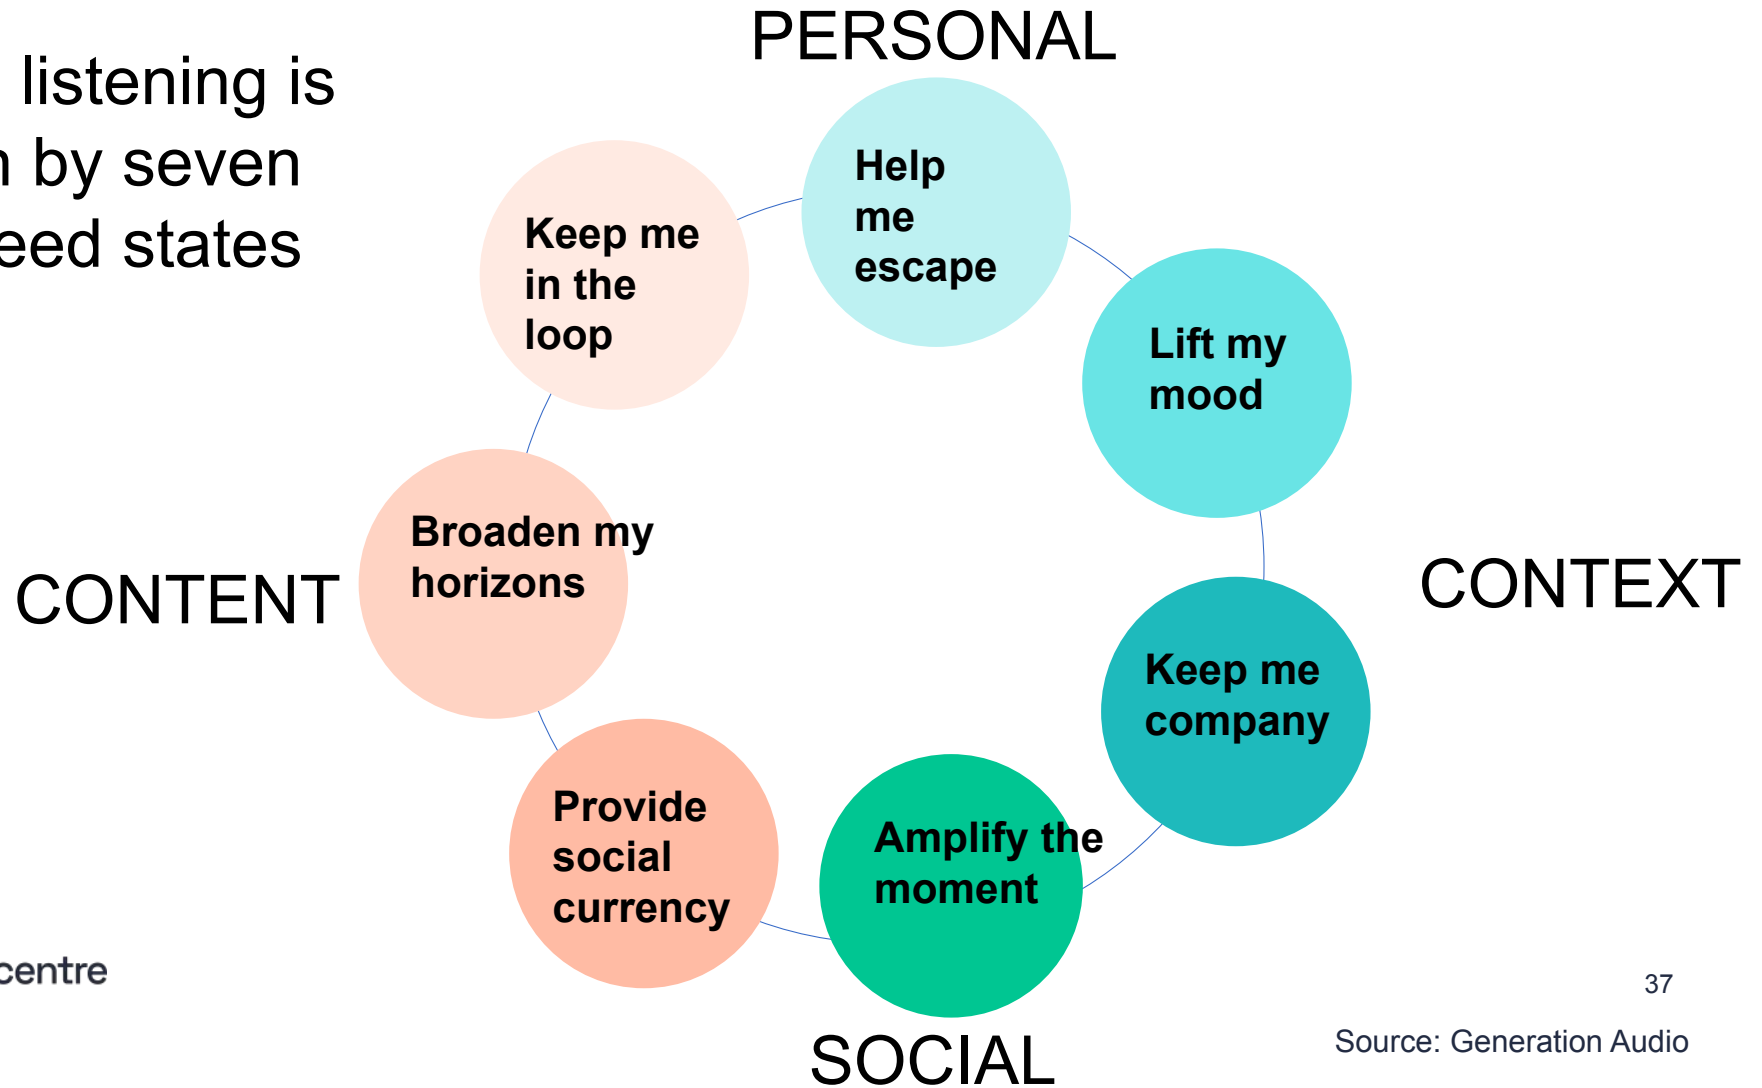 listening is
by seven
states
PERSONAL
Help
me
escape
Keep me
in the
loop
Lift my
mood
Broaden my
horizons
CONTENT
CONTEXT
Keep me
company
Provide
social
currency
Amplify the
moment
SOCIAL
centre
37
Source: Generation Audio